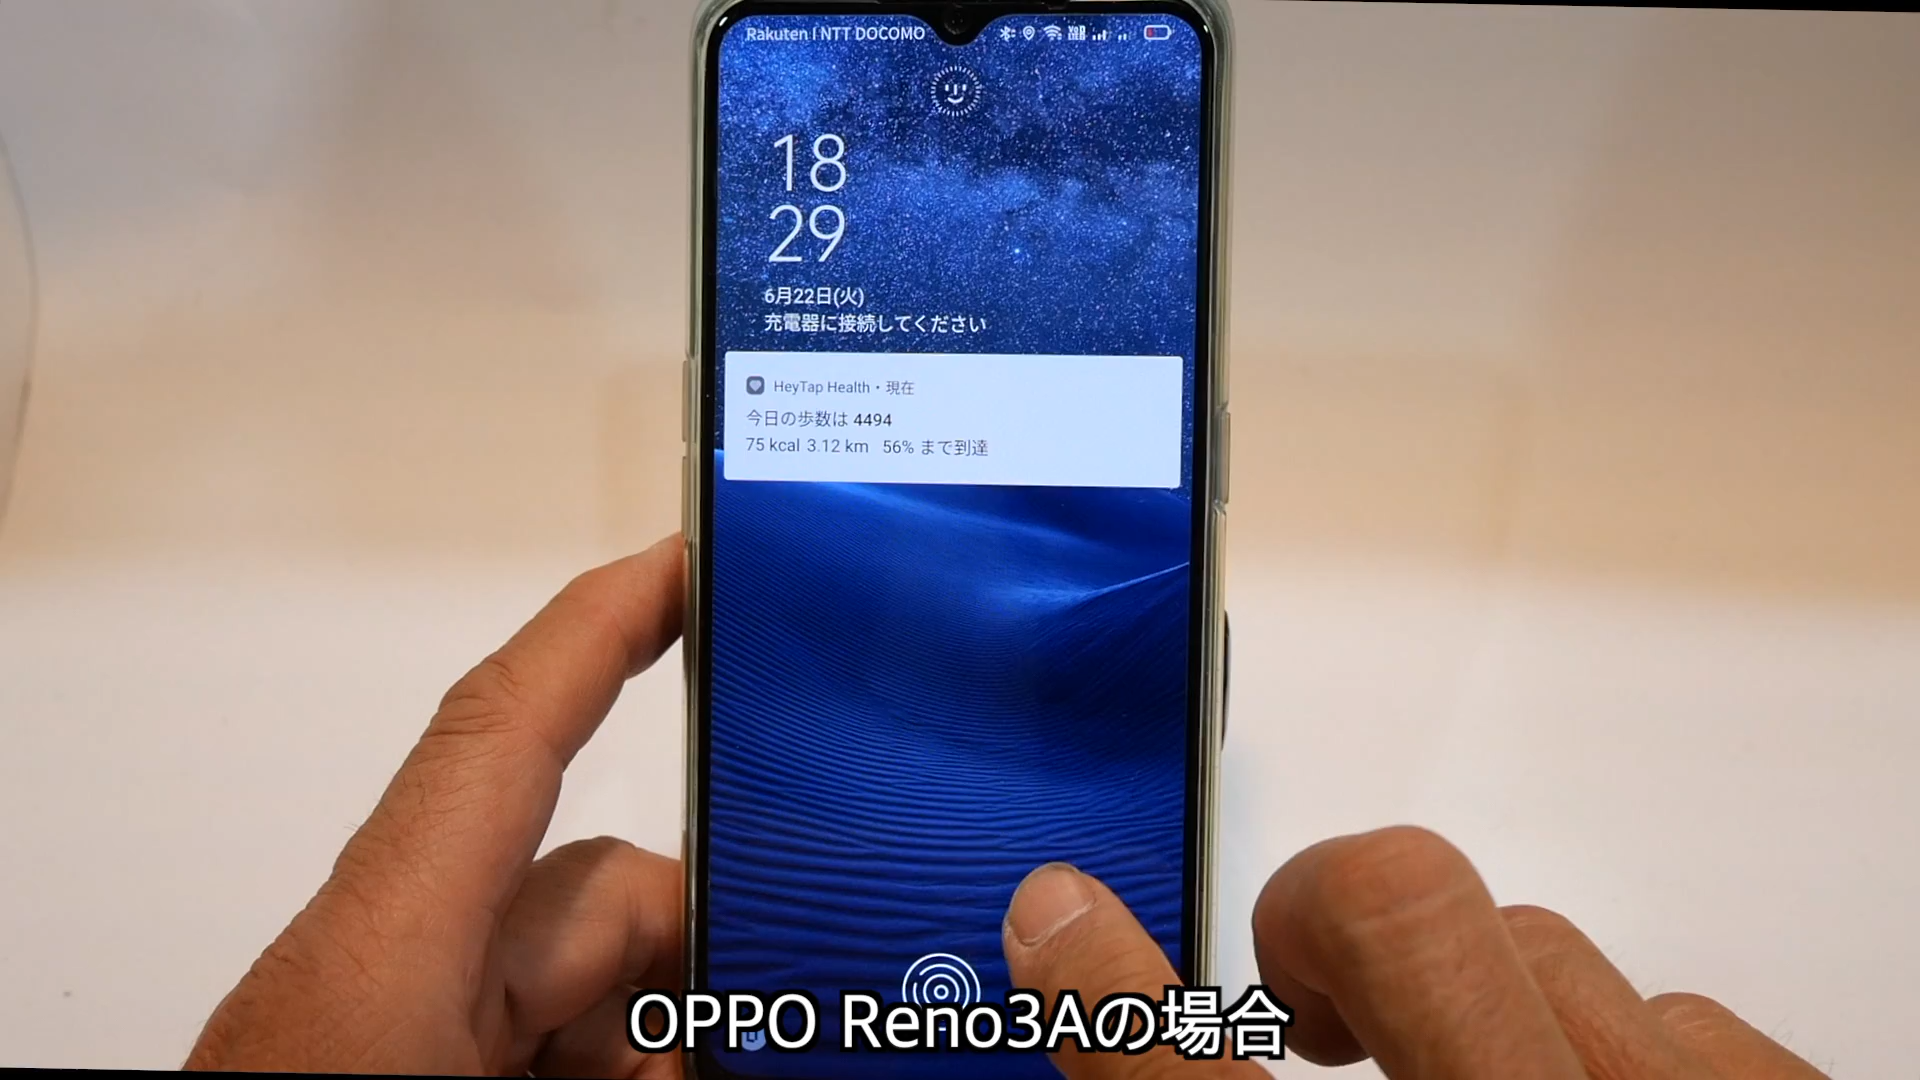 Rakuten | NTT DOCOMO
18
29
6月22日(火)
充電器に接続してください
HeyTap Health・現在
今日の歩数は 4494
75 kcal 3.12 km 56% まで到達
OPPO Reno3Aの場合